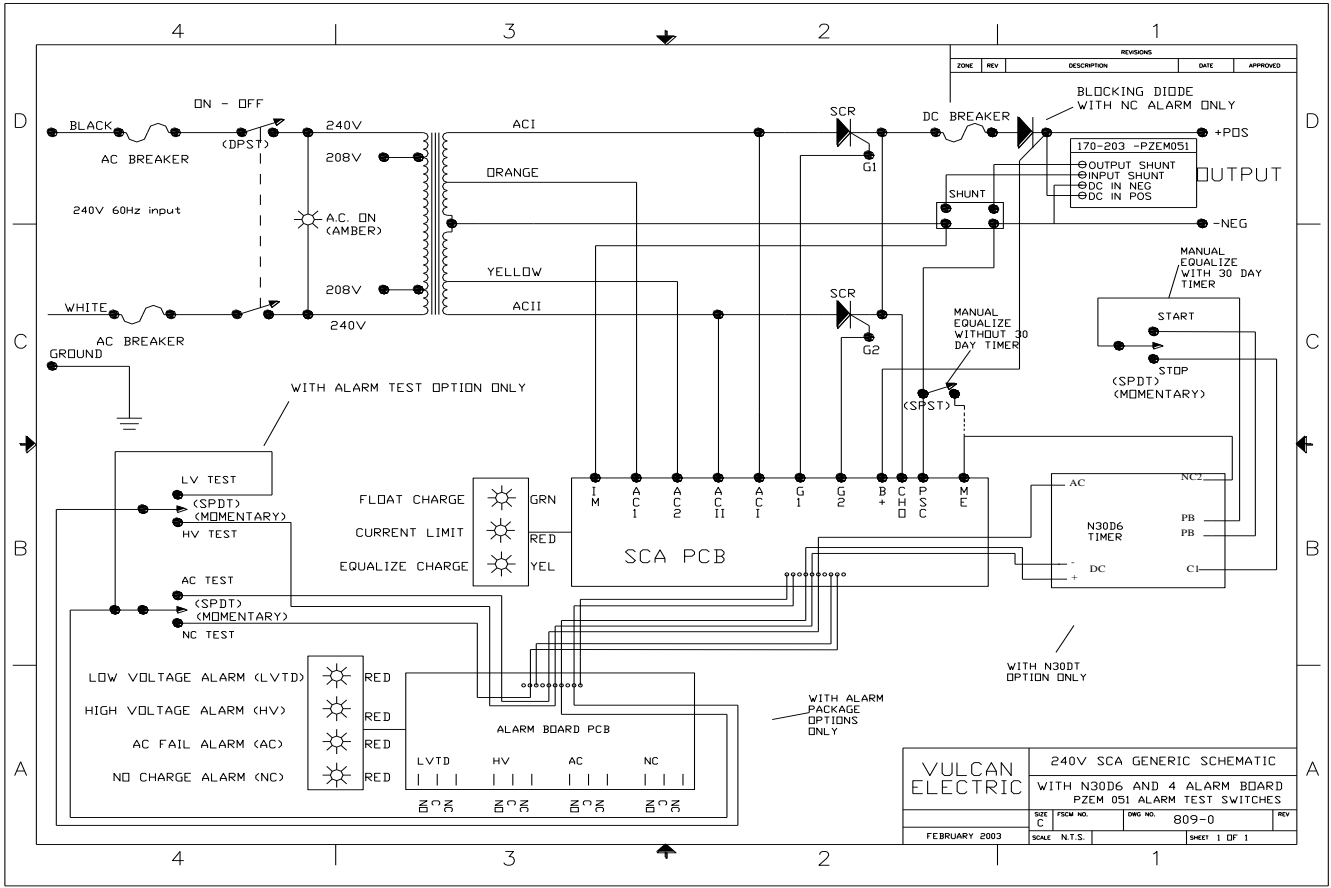 4 3 2 1
REVISIONS
ZONE REV DESCRIPTION DATE APPROVED
D
ON - OFF
BLACK
AC BREAKER
(DPST)
240V
208V
ACI
ORANGE
SCR
G1
DC BREAKER
BLOCKING DIODE
WITH NC ALARM ONLY
+POS
D
170-203 -PZEM051
OUTPUT SHUNT
INPUT SHUNT
DC IN NEG
DC IN POS
OUTPUT
SHUNT
-NEG
240V 60Hz input
A.C. ON
(AMBER)
YELLOW
ACII
208V
240V
WHITE
AC BREAKER
GROUND
C
SCR
G2
MANUAL
EQUALIZE
WITHOUT 30
DAY TIMER
(SPST)
MANUAL
EQUALIZE
WITH 30 DAY
TIMER
START
STOP
(SPDT)
(MOMENTARY)
C
WITH ALARM TEST OPTION ONLY
LV TEST
(SPDT)
(MOMENTARY)
HV TEST
B
AC TEST
(SPDT)
(MOMENTARY)
NC TEST
FLOAT CHARGE GRN
CURRENT LIMIT RED
EQUALIZE CHARGE YEL
IM AC1 AC2 ACII ACI G1 G2 B+ CHO PSC ME
SCA PCB
AC NC2
PB
PB
N30D6
TIMER
-
DC C1
+
B
WITH N30DT
OPTION ONLY
LOW VOLTAGE ALARM (LVTD) RED
HIGH VOLTAGE ALARM (HV) RED
AC FAIL ALARM (AC) RED
NO CHARGE ALARM (NC) RED
ALARM BOARD PCB
LVTD HV AC NC
NO C NC NO C NC NO C NC NO C NC
WITH ALARM
PACKAGE
OPTIONS
ONLY
A
VULCAN
ELECTRIC
FEBRUARY 2003
240V SCA GENERIC SCHEMATIC
WITH N30D6 AND 4 ALARM BOARD
PZEM 051 ALARM TEST SWITCHES
SIZE C FSCM NO. DWG NO. 809-0 REV
SCALE N.T.S. SHEET 1 OF 1
A
4 3 2 1